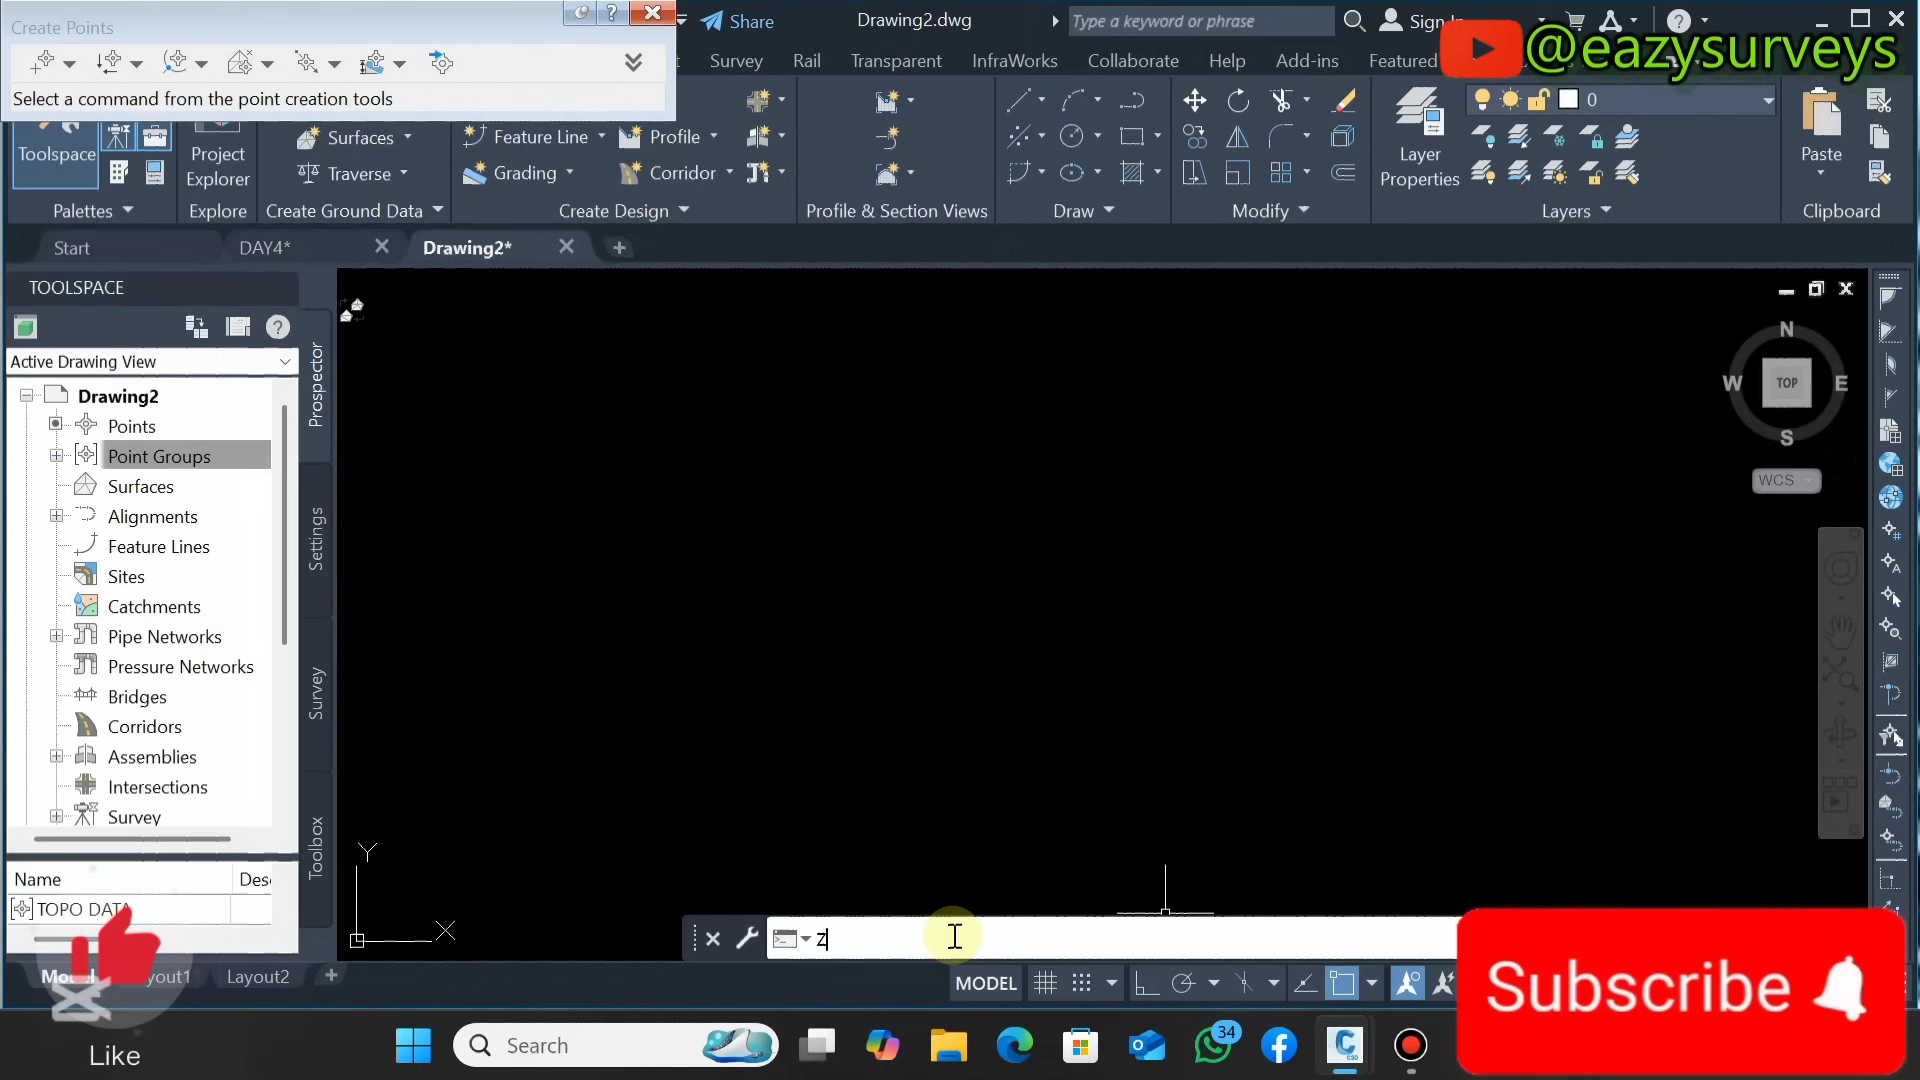 Create Points
Share
Drawing2.dwg
Type a keyword or phrase
@eazysurveys
Survey
Rail
Transparent
InfraWorks
Collaborate
Help
Add-ins
Featured
Select a command from the point creation tools
0
Toolspace
Project
Explorer
Surfaces
Traverse
Feature Line
Grading
Profile
Corridor
Layer
Properties
Paste
Palettes
Explore
Create Ground Data
Create Design
Profile & Section Views
Draw
Modify
Layers
Clipboard
Start
DAY4*
Drawing2*
TOOLSPACE
Active Drawing View
Drawing2
Points
Point Groups
Surfaces
Alignments
Feature Lines
Sites
Catchments
Pipe Networks
Pressure Networks
Bridges
Corridors
Assemblies
Intersections
Survey
Prospector
Settings
Survey
Toolbox
Name
TOPO DATA
N
W
TOP
E
S
WCS
Y
X
Z
Layout2
MODEL
Subscribe
Like
Search
34
C3D